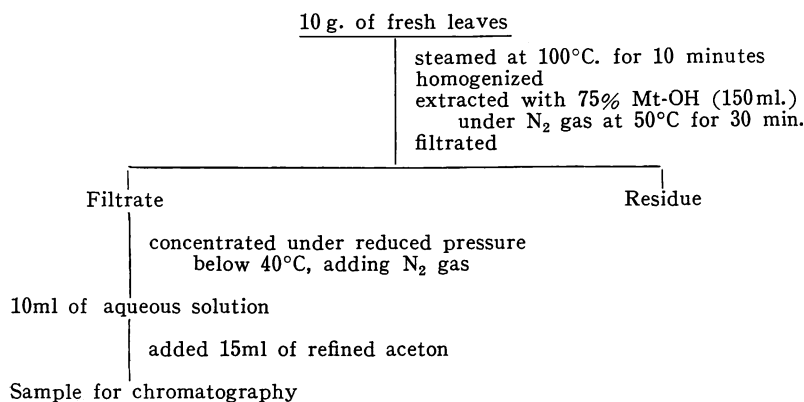 10 g. of fresh leaves
steamed at 100°C. for 10 minutes
homogenized
extracted with 75% Mt-OH (150ml.)
under N₂ gas at 50°C for 30 min.
filtrated
Filtrate Residue
concentrated under reduced pressure
below 40°C, adding N₂ gas
10ml of aqueous solution
added 15ml of refined aceton
Sample for chromatography